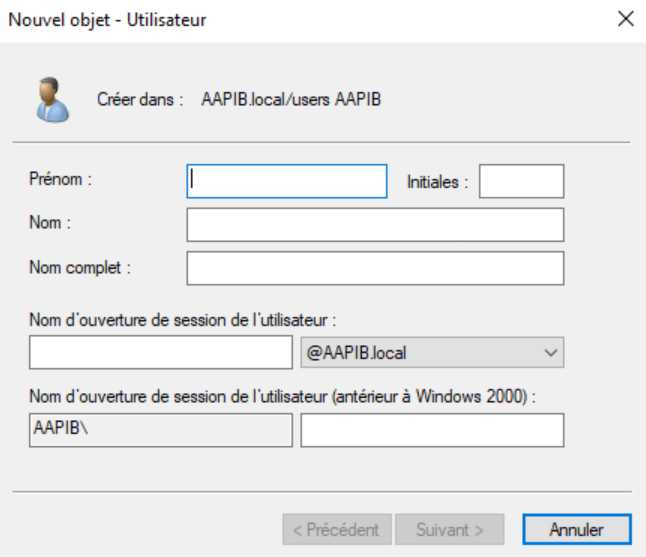 Nouvel objet - Utilisateur
Créer dans : AAPIB.local/users AAPIB
Prénom : Initiales :
Nom :
Nom complet :
Nom d'ouverture de session de l'utilisateur :
@AAPIB.local
Nom d'ouverture de session de l'utilisateur (antérieur à Windows 2000) :
AAPIB\
< Précédent Suivant > Annuler